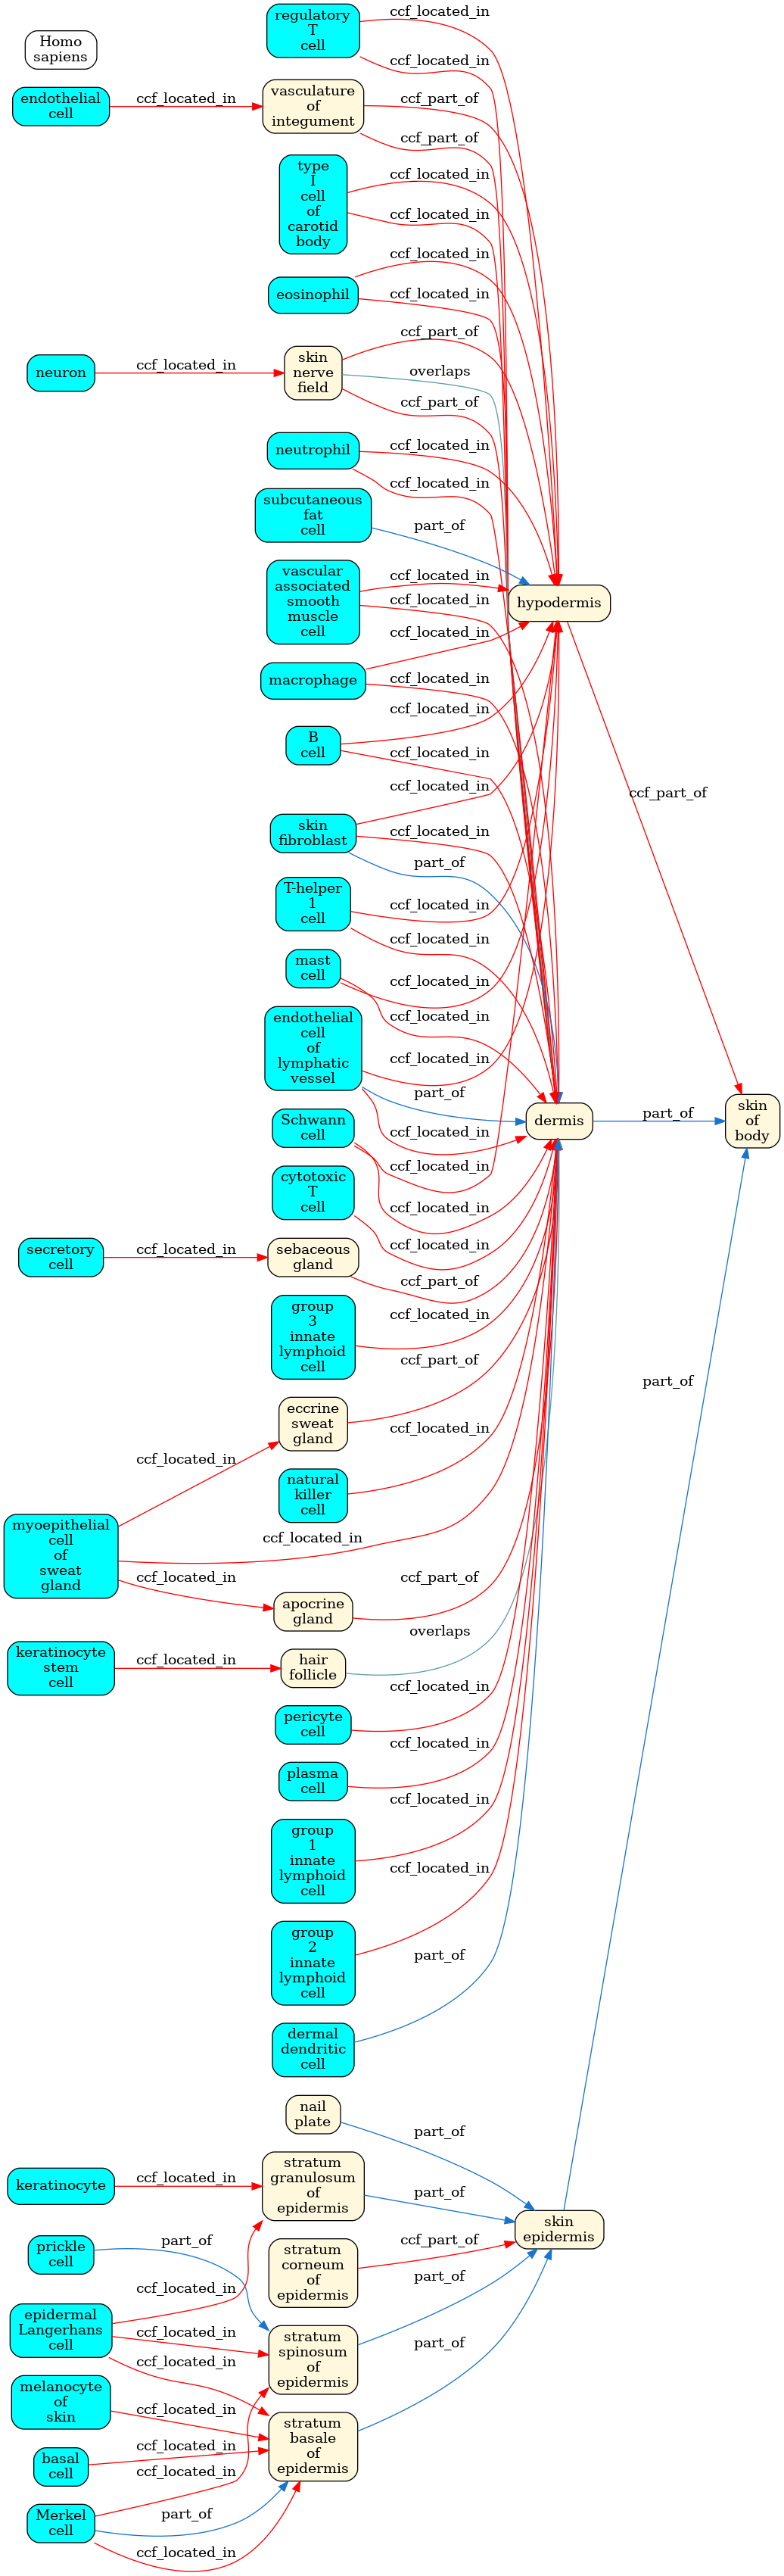 regulatory
T
cell
ccf_located_in
ccf_located_in
Homo
sapiens
endothelial
cell
ccf_located_in
vasculature
of
integument
ccf_part_of
ccf_part_of
type
I
cell
of
carotid
body
ccf_located_in
ccf_located_in
eosinophil
ccf_located_in
ccf_located_in
neuron
ccf_located_in
skin
nerve
field
ccf_part_of
overlaps
ccf_part_of
neutrophil
ccf_located_in
ccf_located_in
subcutaneous
fat
cell
part_of
vascular
associated
smooth
muscle
cell
ccf_located_in
ccf_located_in
hypodermis
macrophage
ccf_located_in
ccf_located_in
B
cell
ccf_located_in
ccf_located_in
ccf_part_of
skin
fibroblast
ccf_located_in
ccf_located_in
part_of
T-helper
1
cell
ccf_located_in
ccf_located_in
mast
cell
ccf_located_in
ccf_located_in
endothelial
cell
of
lymphatic
vessel
ccf_located_in
part_of
ccf_located_in
dermis
part_of
skin
of
body
Schwann
cell
ccf_located_in
ccf_located_in
cytotoxic
T
cell
ccf_located_in
secretory
cell
ccf_located_in
sebaceous
gland
ccf_part_of
group
3
innate
lymphoid
cell
ccf_located_in
part_of
eccrine
sweat
gland
ccf_part_of
natural
killer
cell
ccf_located_in
myoepithelial
cell
of
sweat
gland
ccf_located_in
ccf_located_in
ccf_located_in
apocrine
gland
ccf_part_of
keratinocyte
stem
cell
ccf_located_in
hair
follicle
overlaps
pericyte
cell
ccf_located_in
plasma
cell
ccf_located_in
group
1
innate
lymphoid
cell
ccf_located_in
group
2
innate
lymphoid
cell
ccf_located_in
dermal
dendritic
cell
part_of
nail
plate
part_of
keratinocyte
ccf_located_in
stratum
granulosum
of
epidermis
part_of
skin
epidermis
prickle
cell
part_of
stratum
corneum
of
epidermis
ccf_part_of
epidermal
Langerhans
cell
ccf_located_in
ccf_located_in
ccf_located_in
stratum
spinosum
of
epidermis
part_of
melanocyte
of
skin
ccf_located_in
stratum
basale
of
epidermis
part_of
basal
cell
ccf_located_in
Merkel
cell
ccf_located_in
part_of
ccf_located_in